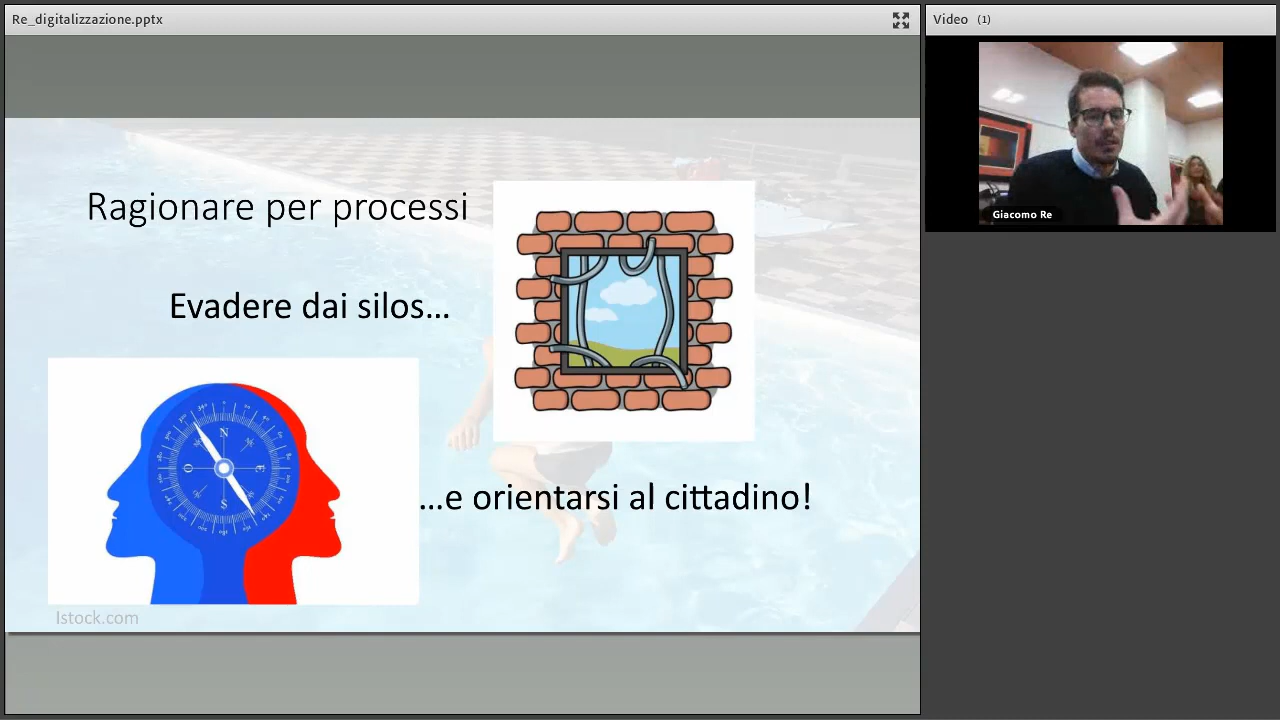 Re_digitalizzazione.pptx
Video (1)
Giacomo Re
Ragionare per processi
Evadere dai silos...
N
E
S
O
...e orientarsi al cittadino!
Istock.com